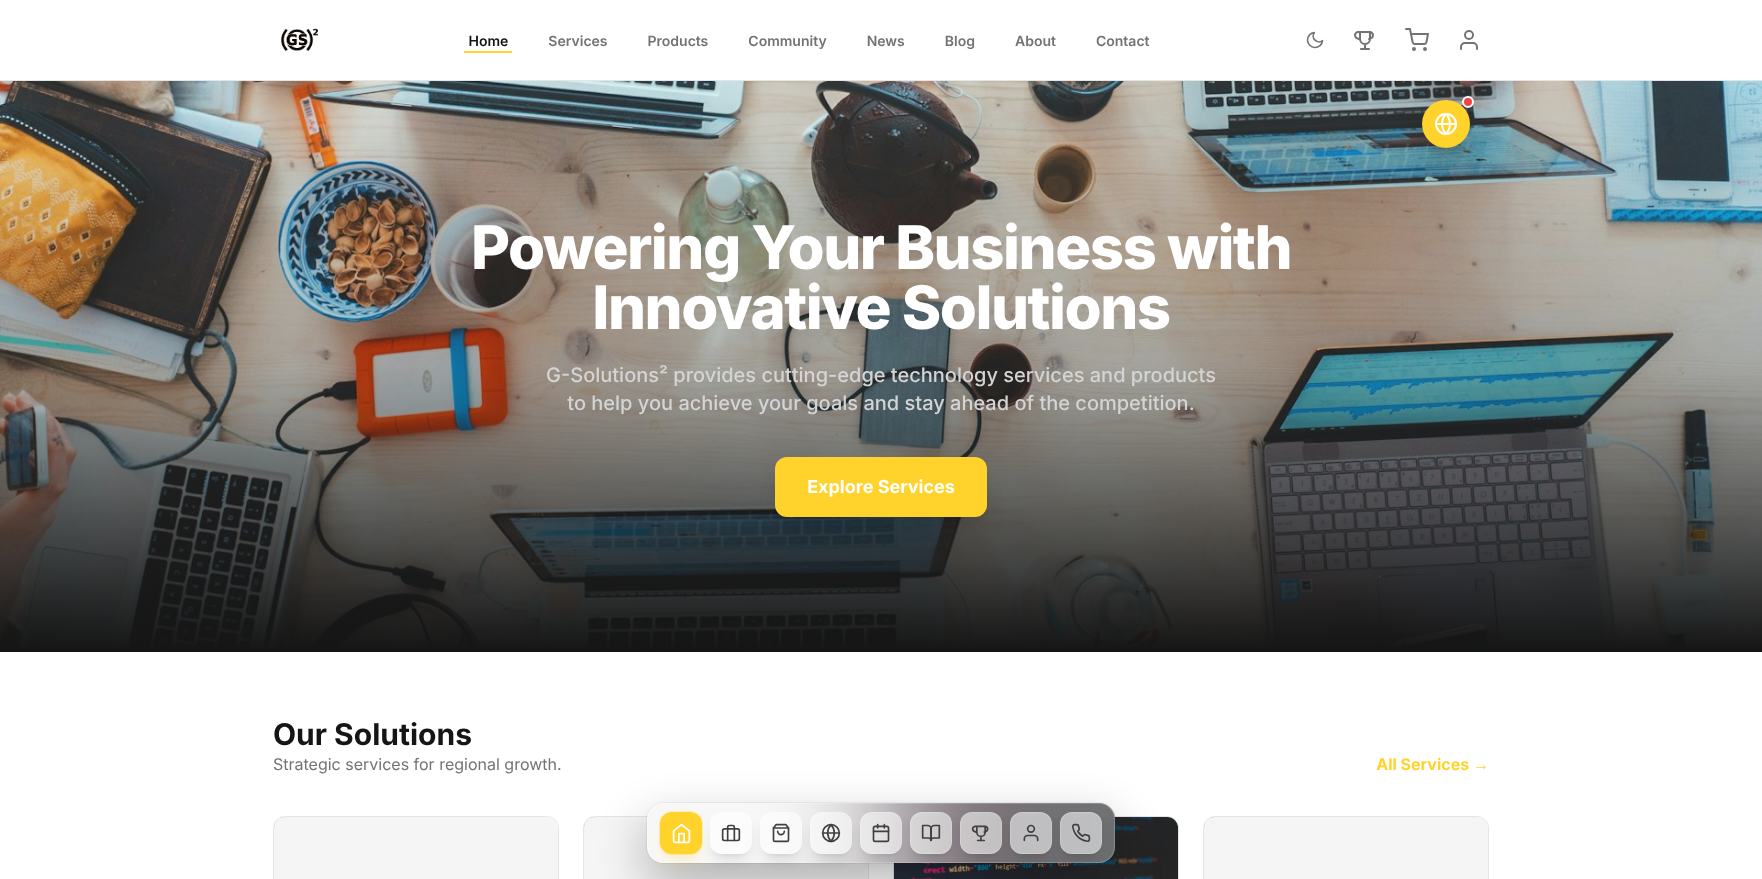 (GS)²
Home
Services
Products
Community
News
Blog
About
Contact
Powering Your Business with
Innovative Solutions
G-Solutions² provides cutting-edge technology services and products
to help you achieve your goals and stay ahead of the competition.
Explore Services
Our Solutions
Strategic services for regional growth.
All Services →